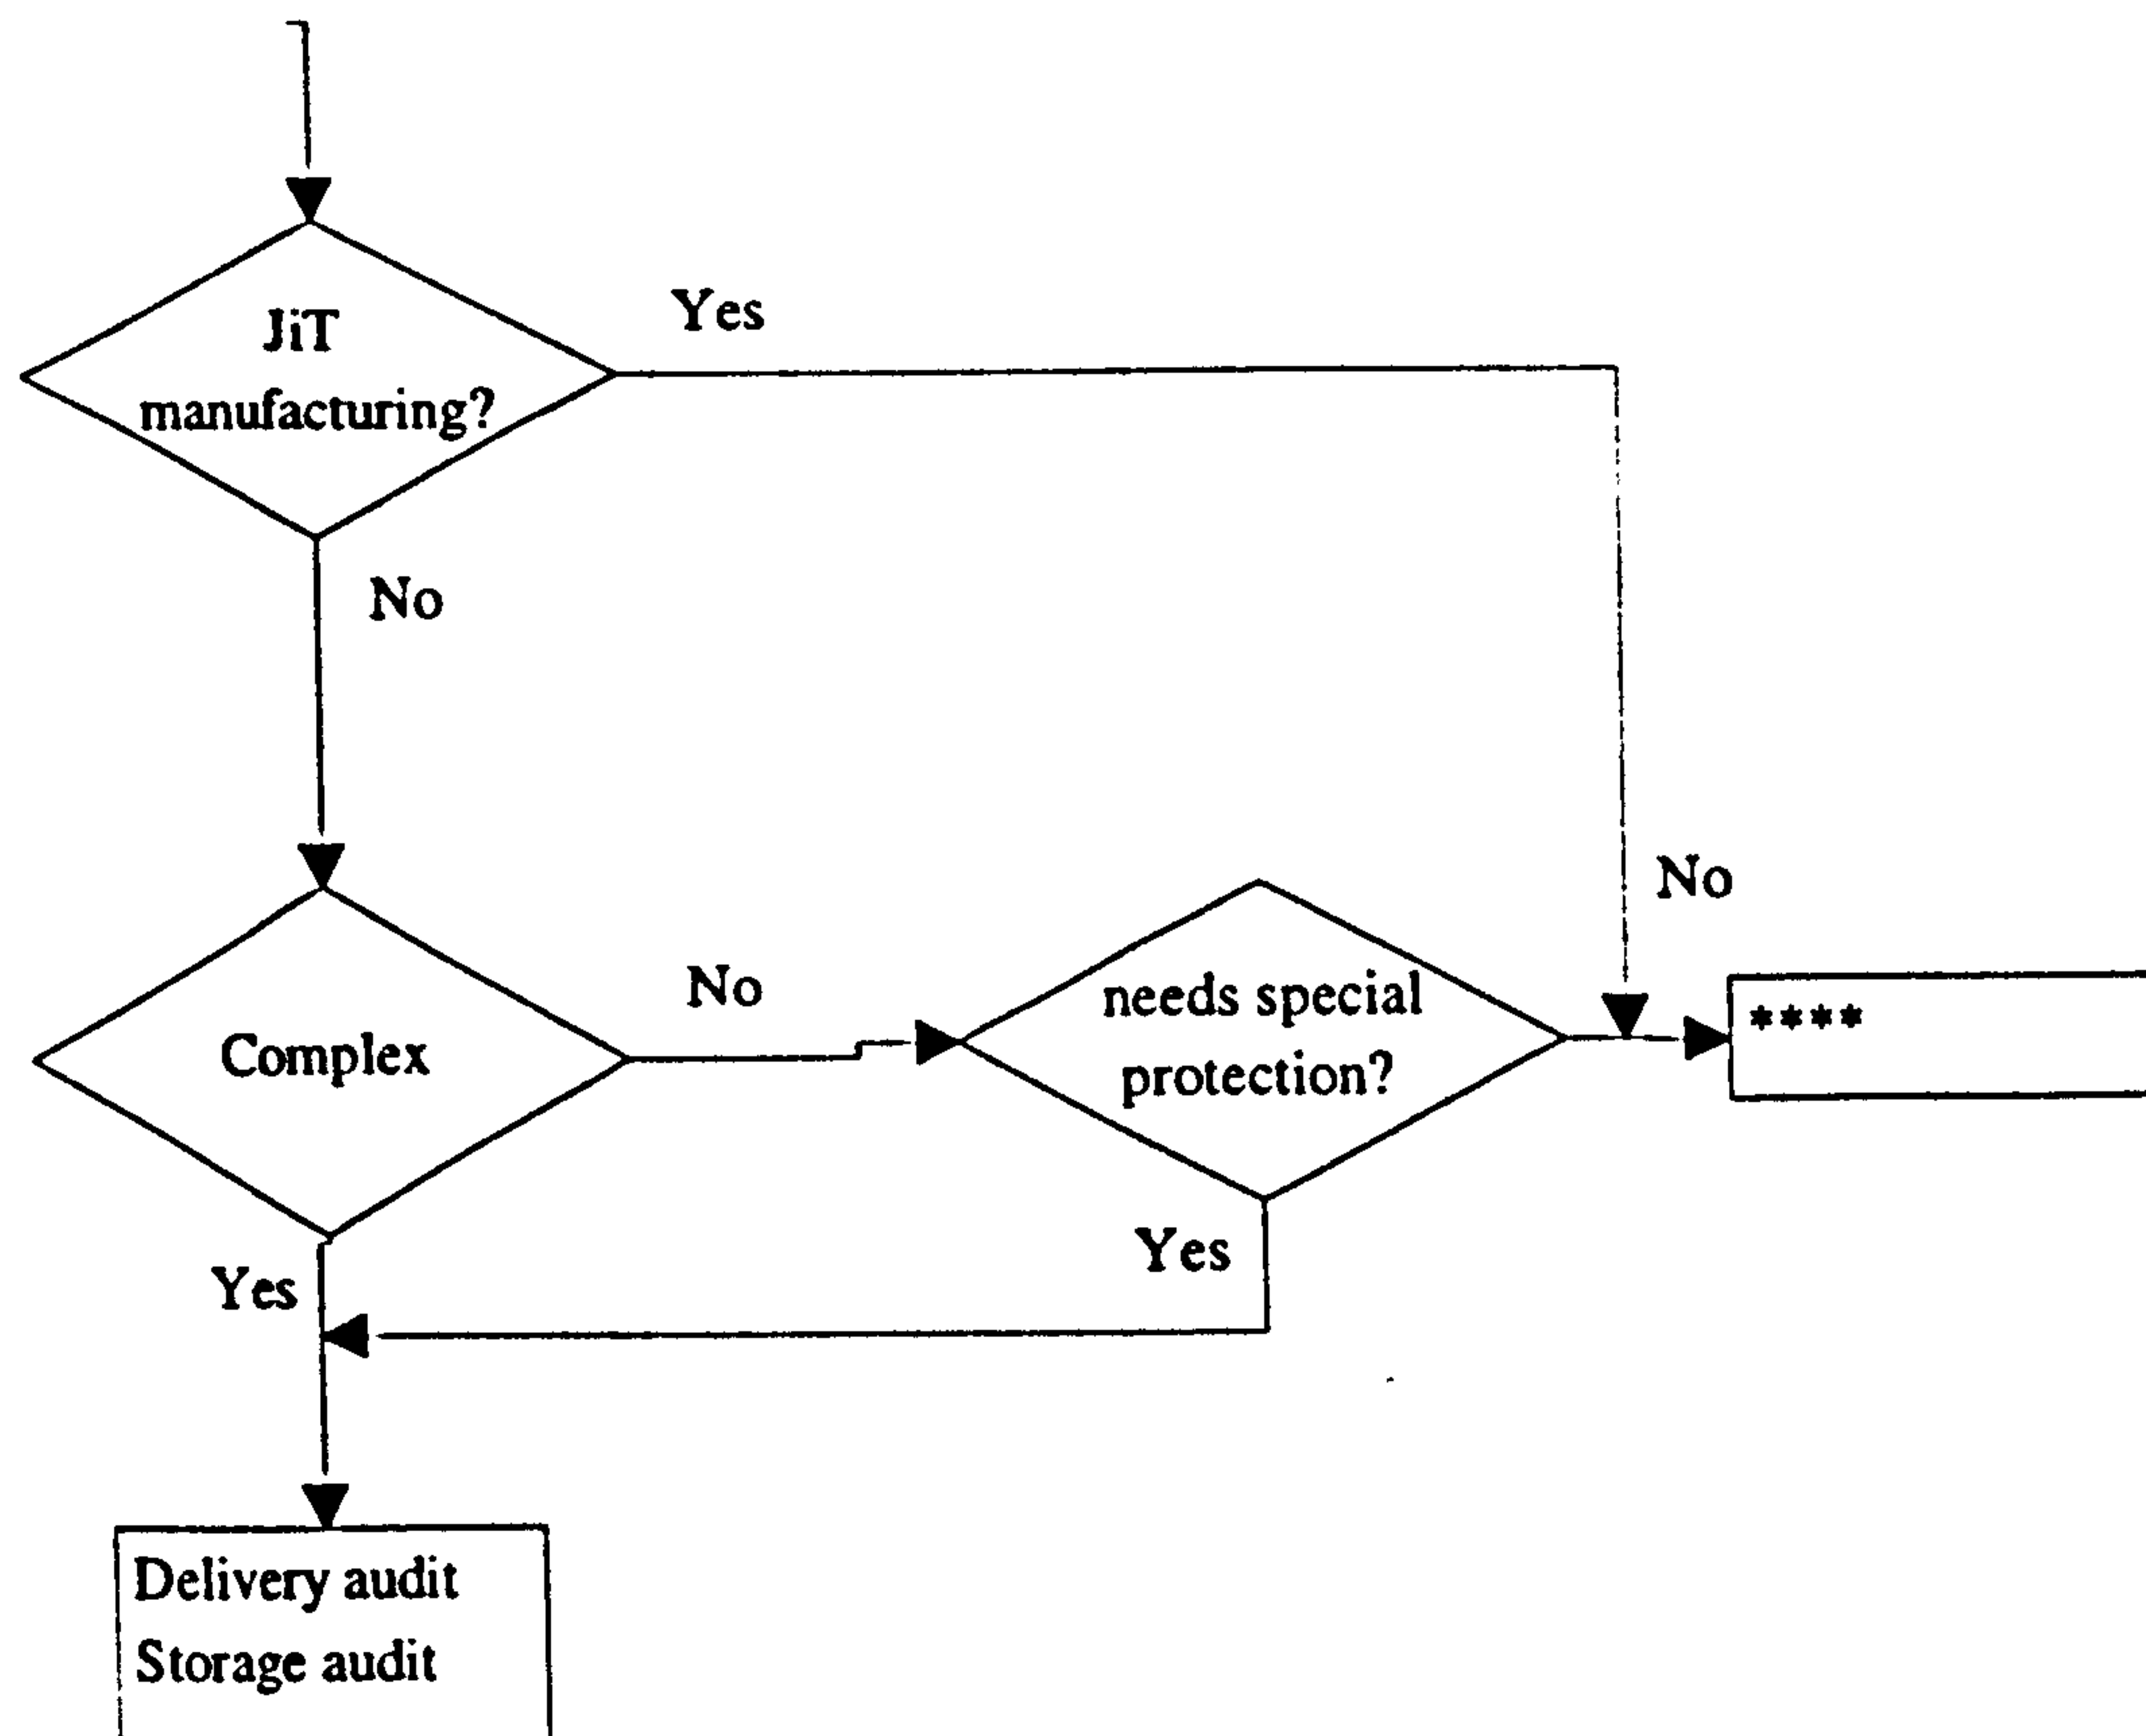 JiT
manufacturing?
Yes
No
No
Complex
No
needs special
protection?
****
Yes
Yes
Delivery audit
Storage audit